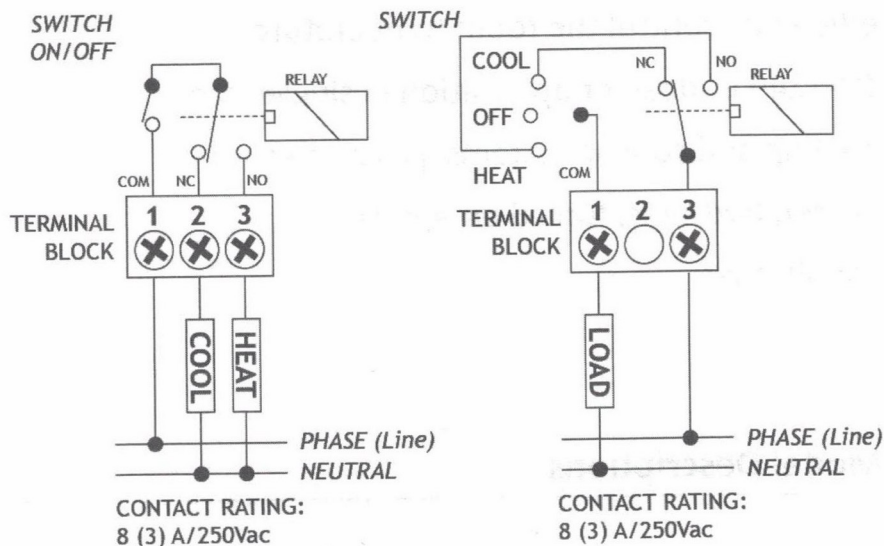 SWITCH
ON/OFF
RELAY
COM
NC
NO
TERMINAL
BLOCK
1 2 3
COOL
HEAT
PHASE (Line)
NEUTRAL
CONTACT RATING:
8 (3) A/250Vac
SWITCH
COOL
OFF
HEAT
NC
NO
RELAY
COM
TERMINAL
BLOCK
1 2 3
LOAD
PHASE (Line)
NEUTRAL
CONTACT RATING:
8 (3) A/250Vac